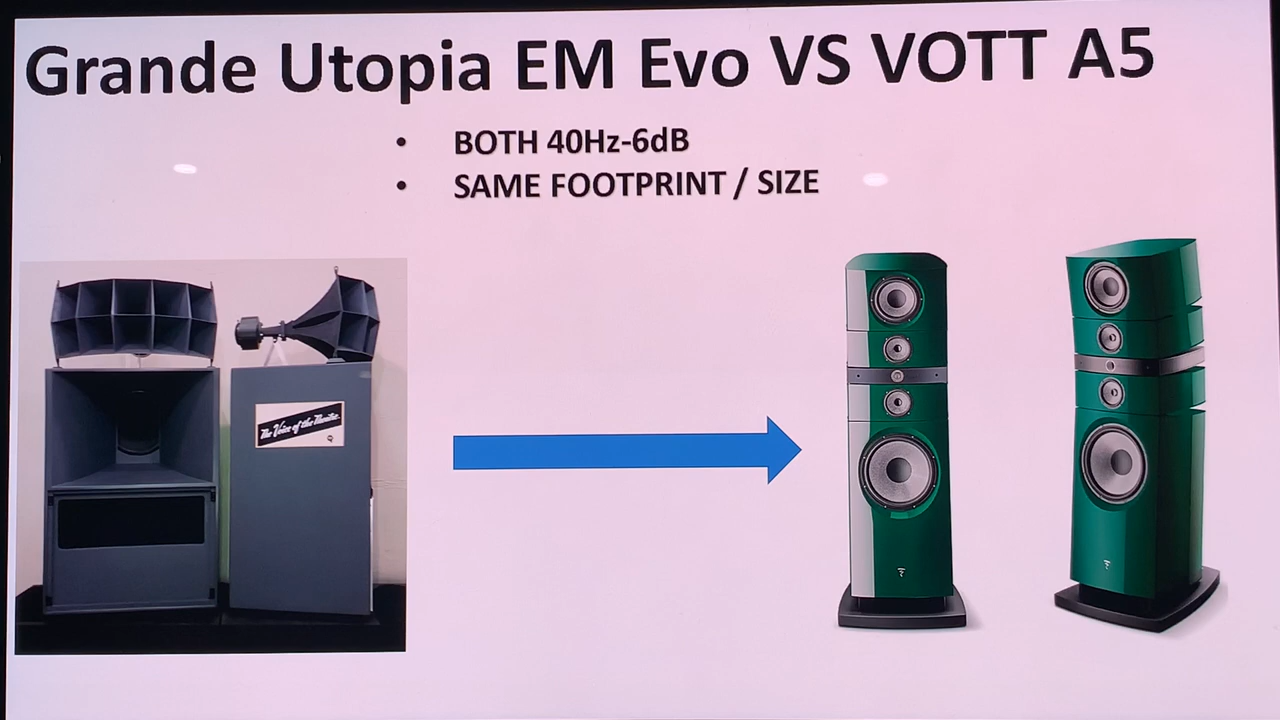 Grande Utopia EM Evo VS VOTT A5
• BOTH 40Hz-6dB
• SAME FOOTPRINT / SIZE
The Voice of the Theatre